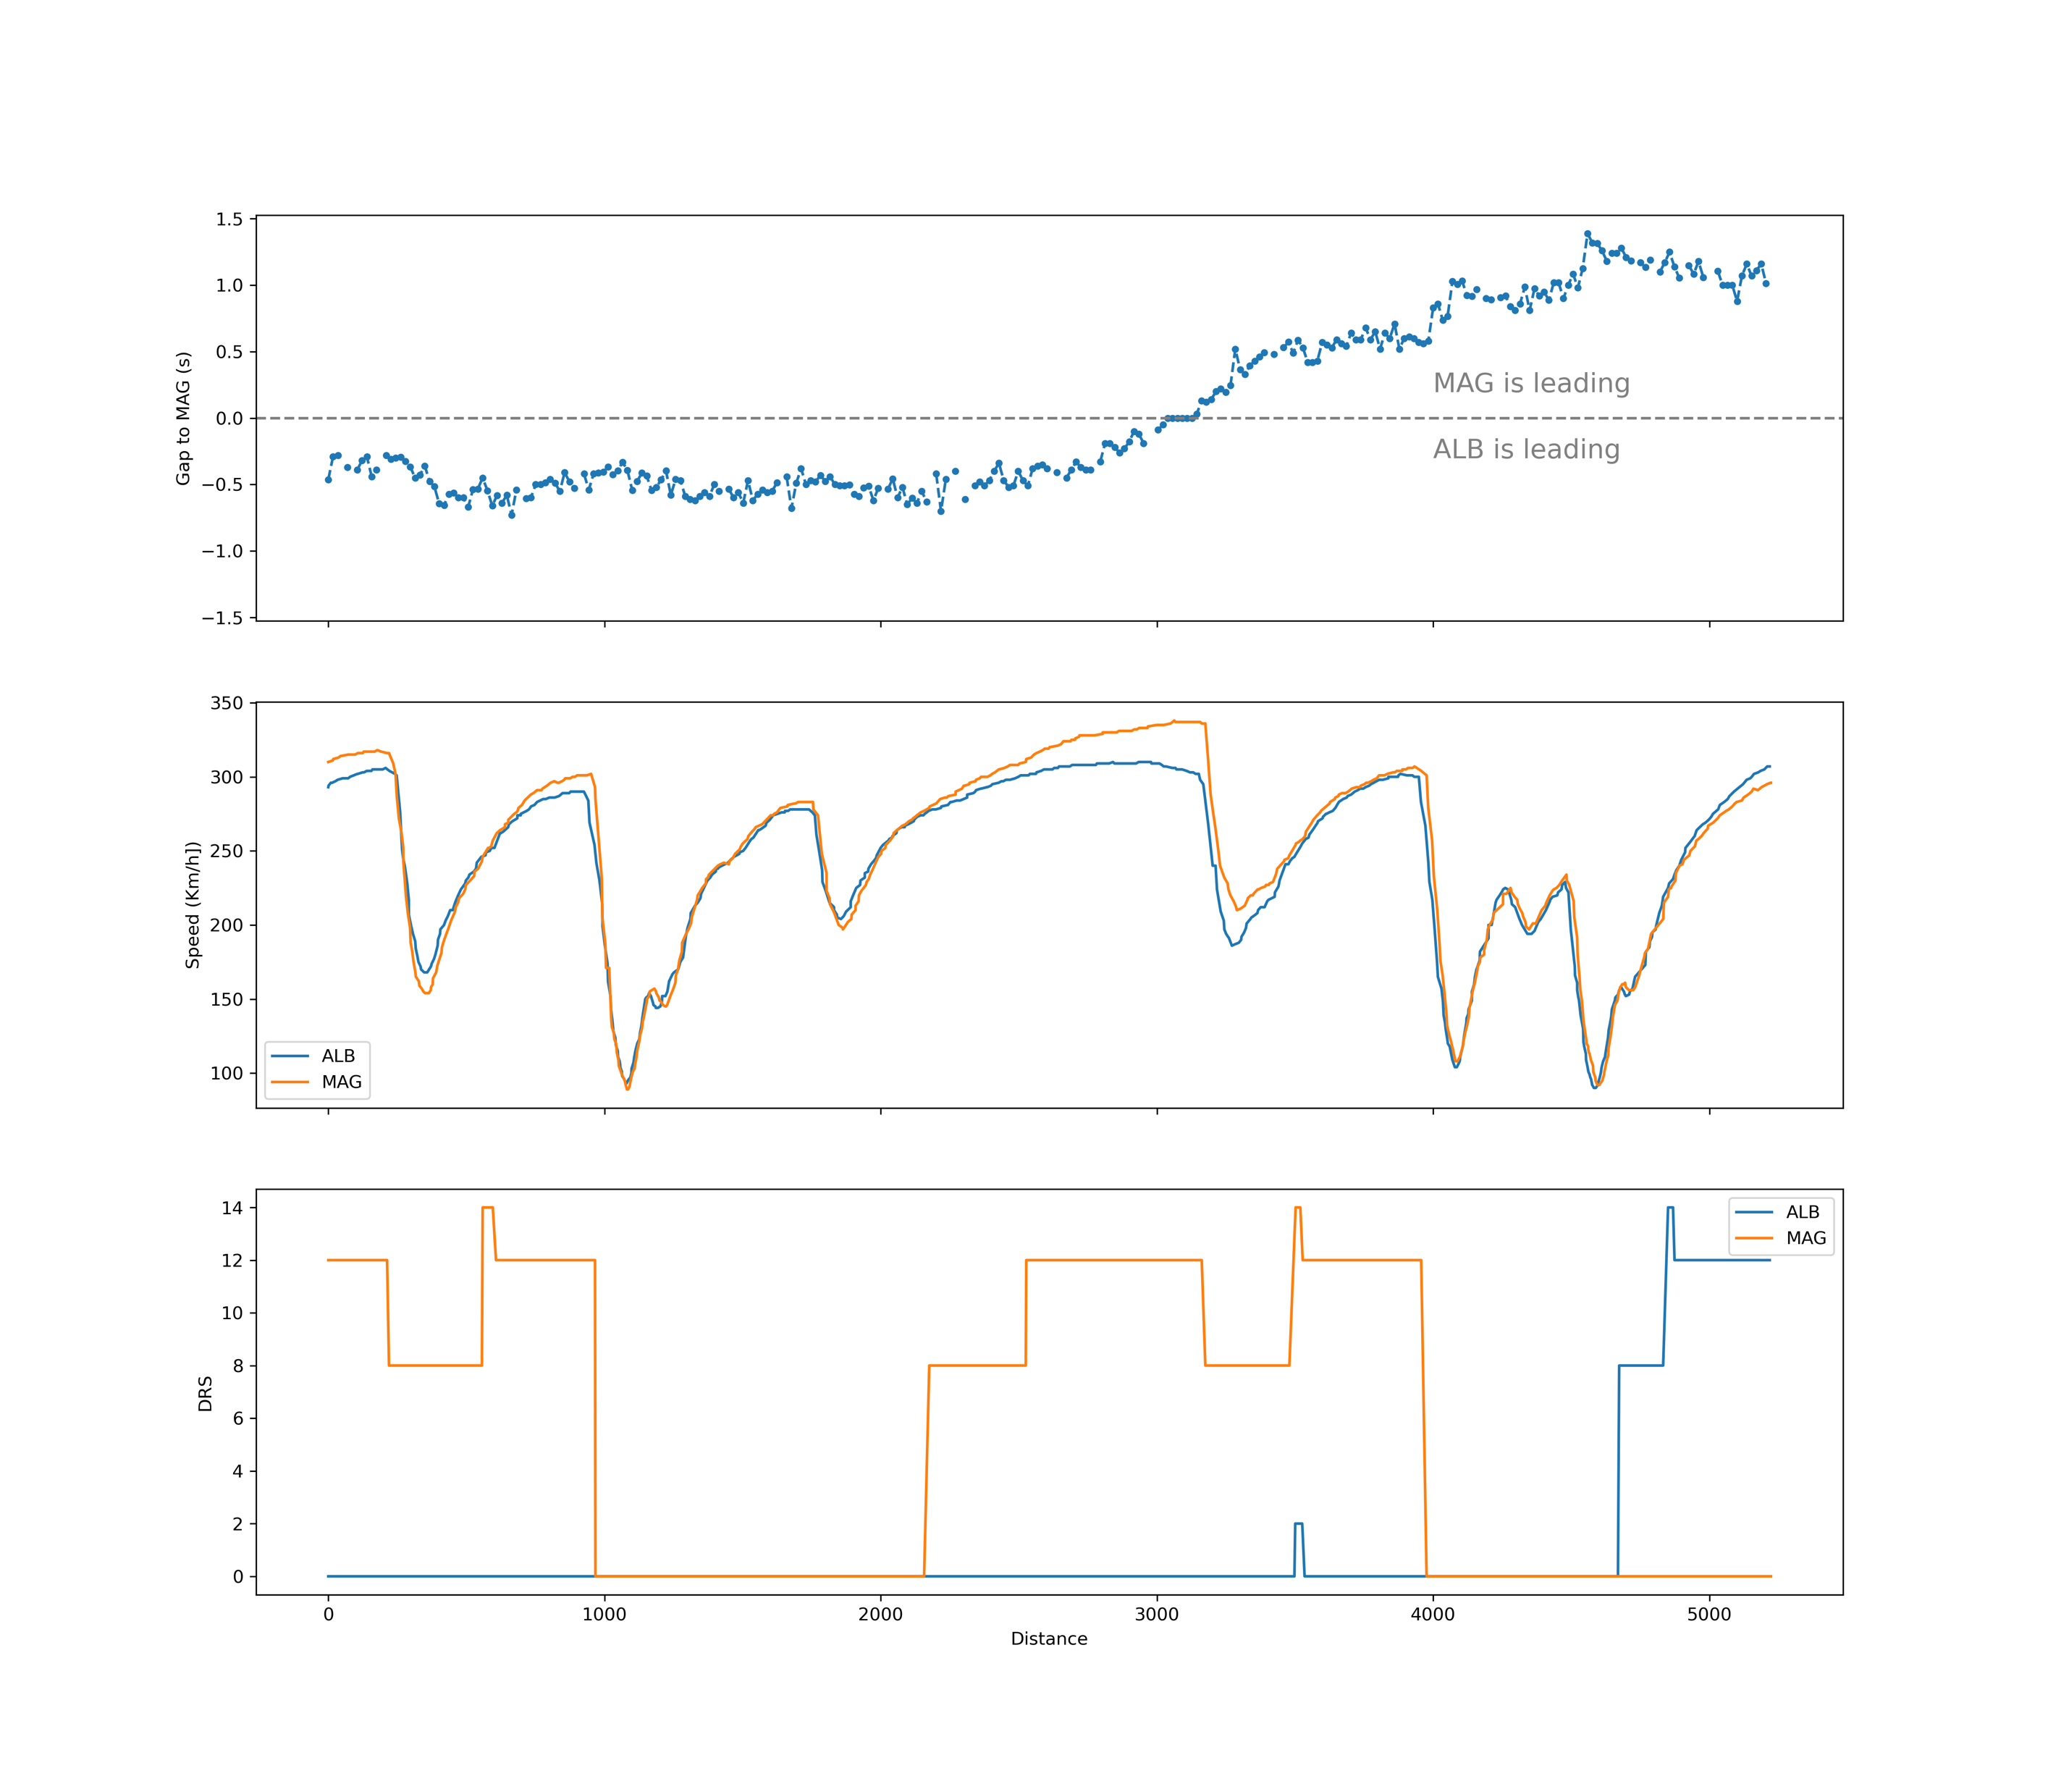 1.5
1.0
0.5
0.0
−0.5
−1.0
−1.5
Gap to MAG (s)
MAG is leading
ALB is leading
350
300
250
200
150
100
Speed (Km/h])
ALB
MAG
14
12
10
8
6
4
2
0
DRS
ALB
MAG
0 1000 2000 3000 4000 5000
Distance